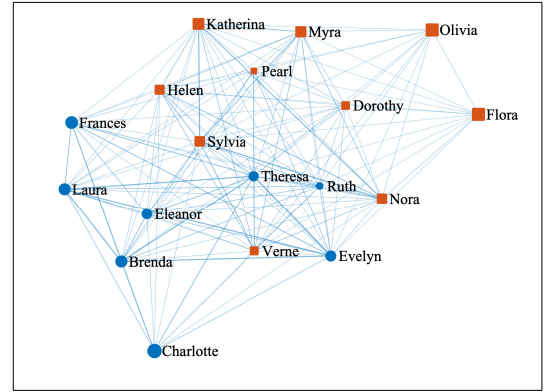 Katherina
Myra
Olivia
Pearl
Helen
Dorothy
Flora
Frances
Sylvia
Theresa
Ruth
Laura
Nora
Eleanor
Verne
Evelyn
Brenda
Charlotte